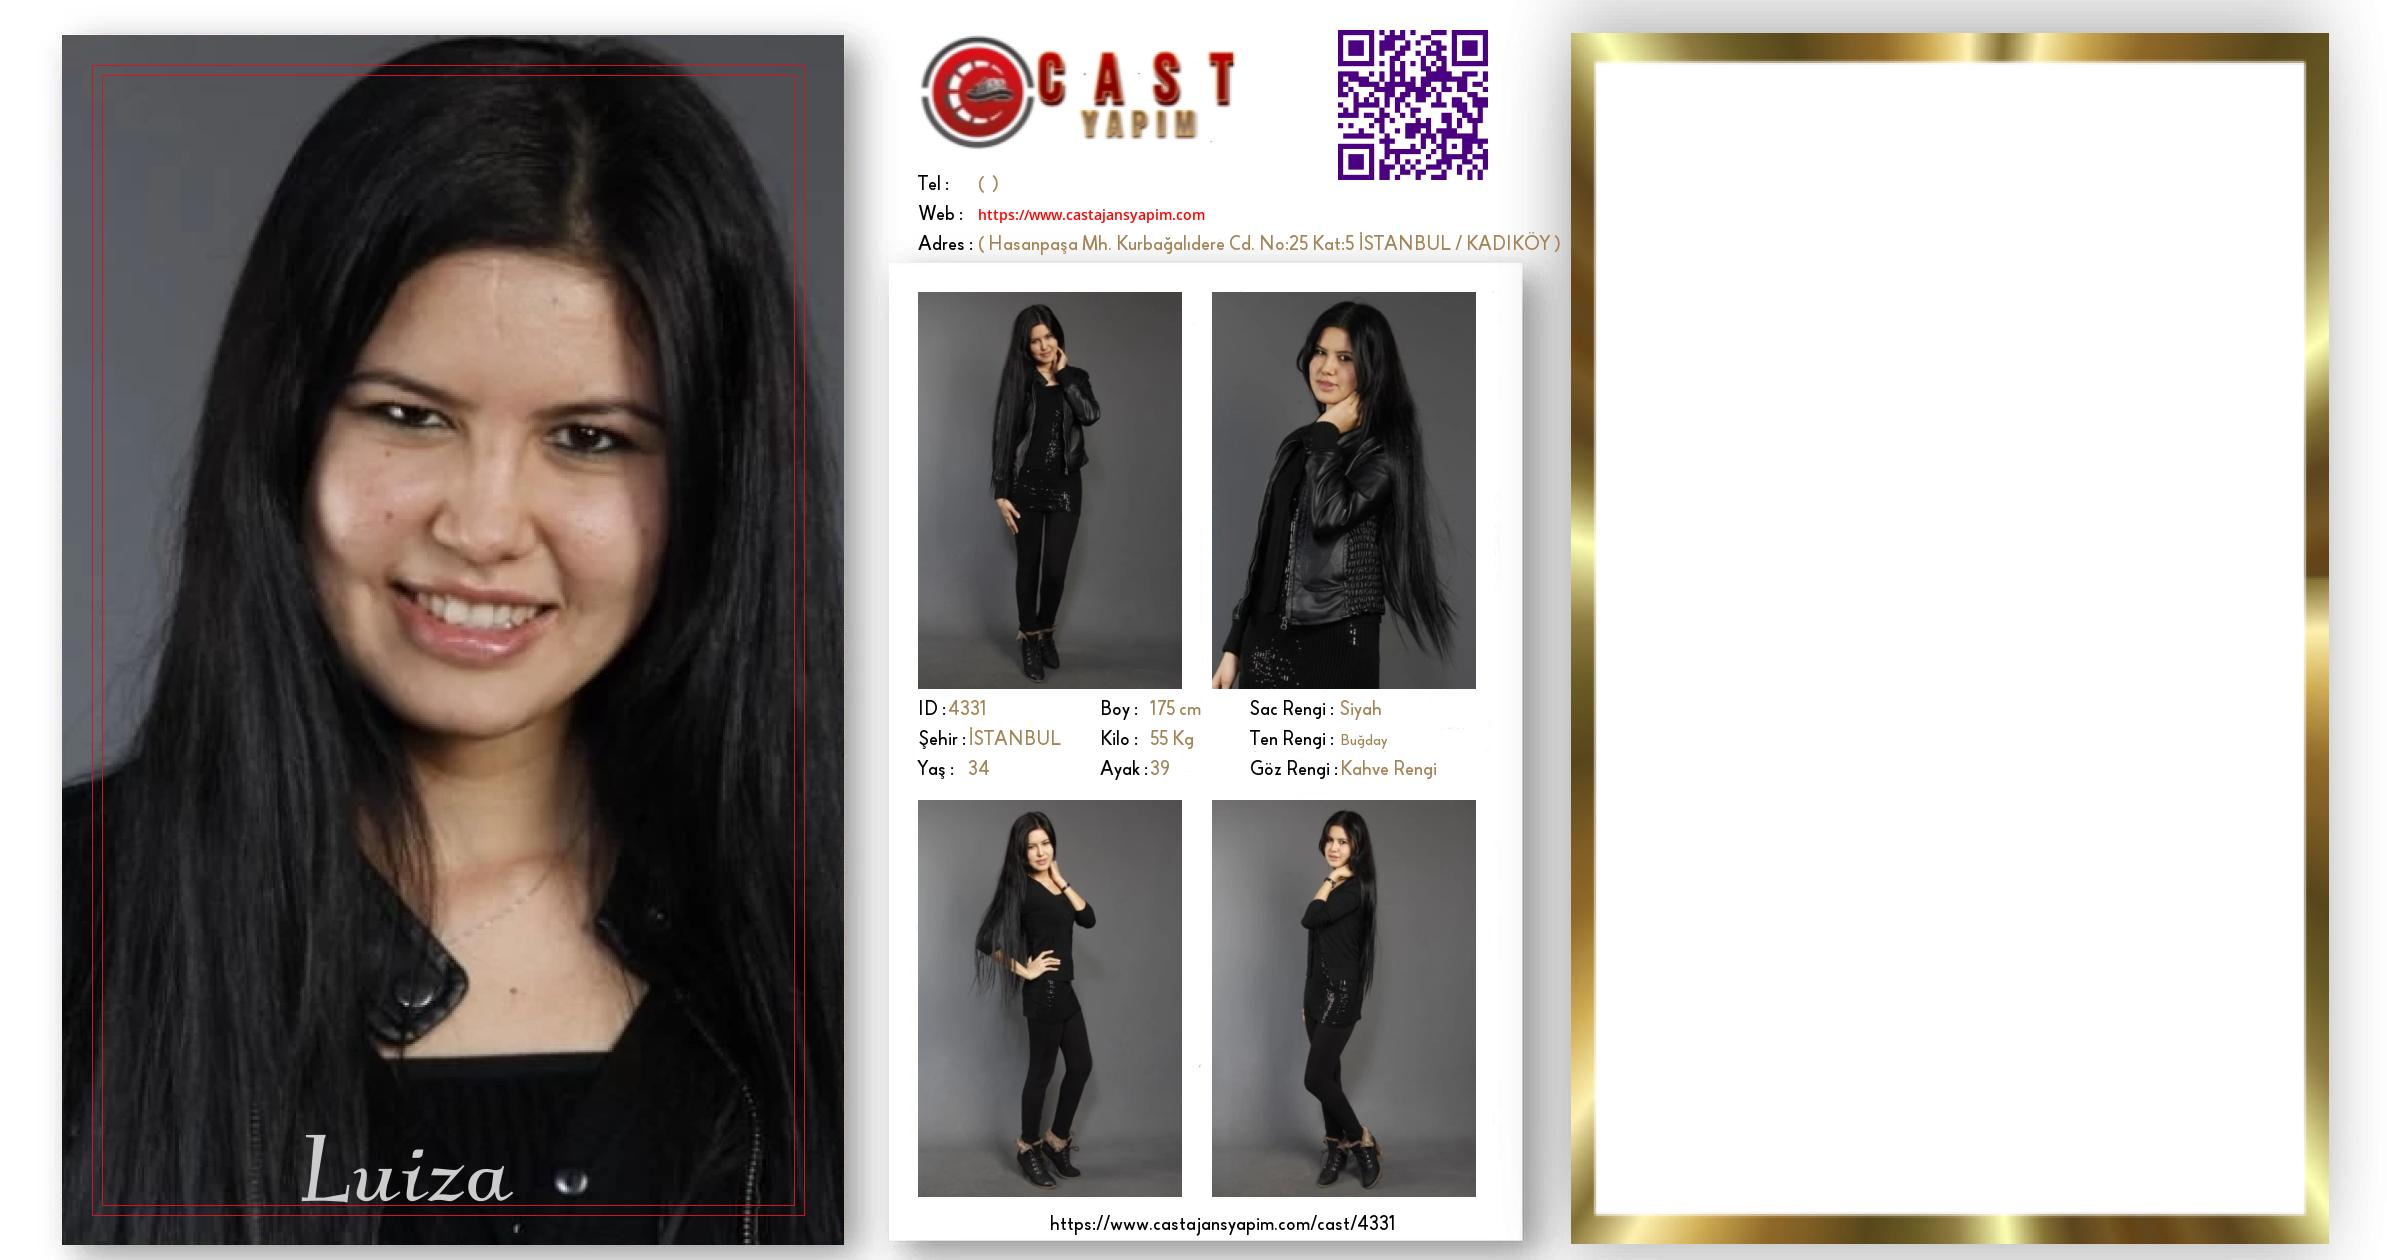 Luiza
CAST
YAPIM
Tel : ( )
Web : https://www.castajansyapim.com
Adres : ( Hasanpaşa Mh. Kurbağalıdere Cd. No:25 Kat:5 İSTANBUL / KADIKÖY )
ID : 4331 Boy : 175 cm Sac Rengi : Siyah
Şehir : İSTANBUL Kilo : 55 Kg Ten Rengi : Buğday
Yaş : 34 Ayak : 39 Göz Rengi : Kahve Rengi
https://www.castajansyapim.com/cast/4331